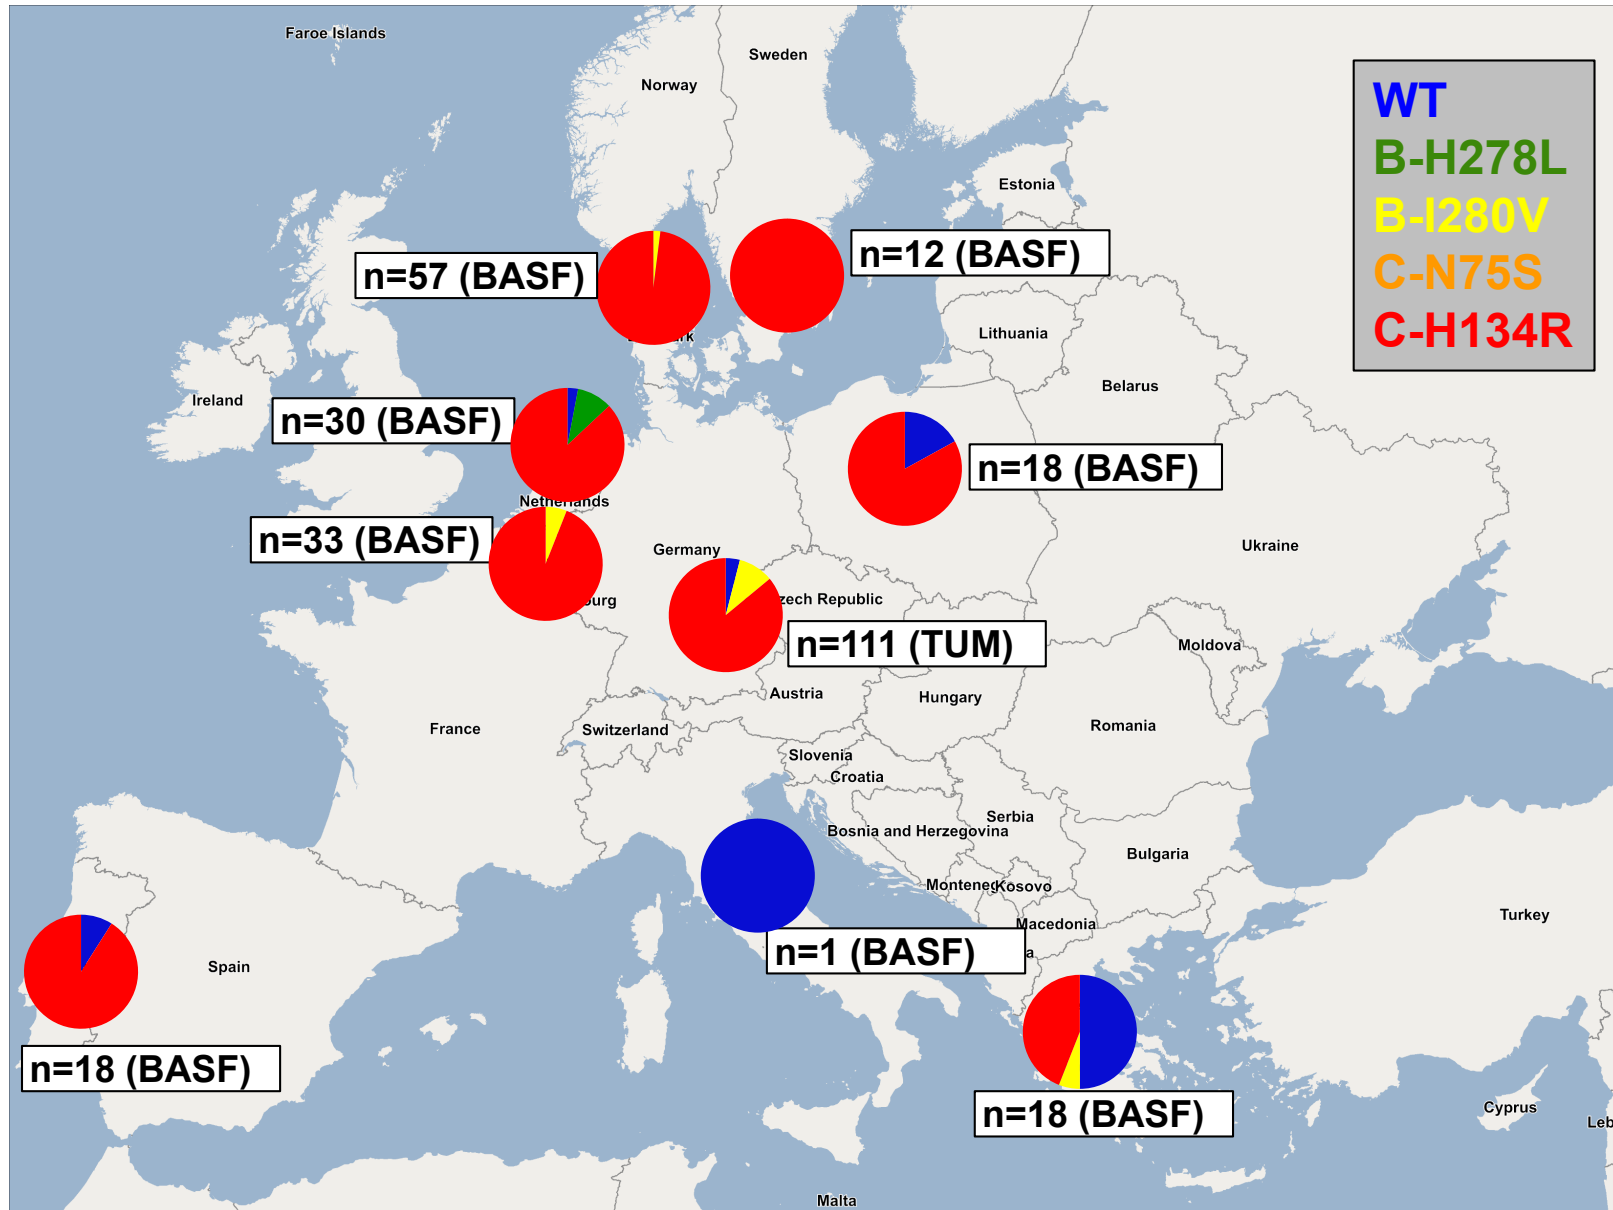 Faroe Islands
Sweden
Norway
WT
B-H278L
B-I280V
C-N75S
C-H134R
Estonia
n=57 (BASF)
n=12 (BASF)
Lithuania
Belarus
Ireland
n=30 (BASF)
n=18 (BASF)
Netherlands
n=33 (BASF)
Germany
Ukraine
zech Republic
urg
n=111 (TUM)
Moldova
Austria
Hungary
France
Switzerland
Romania
Slovenia
Croatia
Serbia
Bosnia and Herzegovina
Bulgaria
Monteneg
Kosovo
Macedonia
Turkey
n=1 (BASF)
a
Spain
n=18 (BASF)
n=18 (BASF)
Cyprus
Leb
Malta